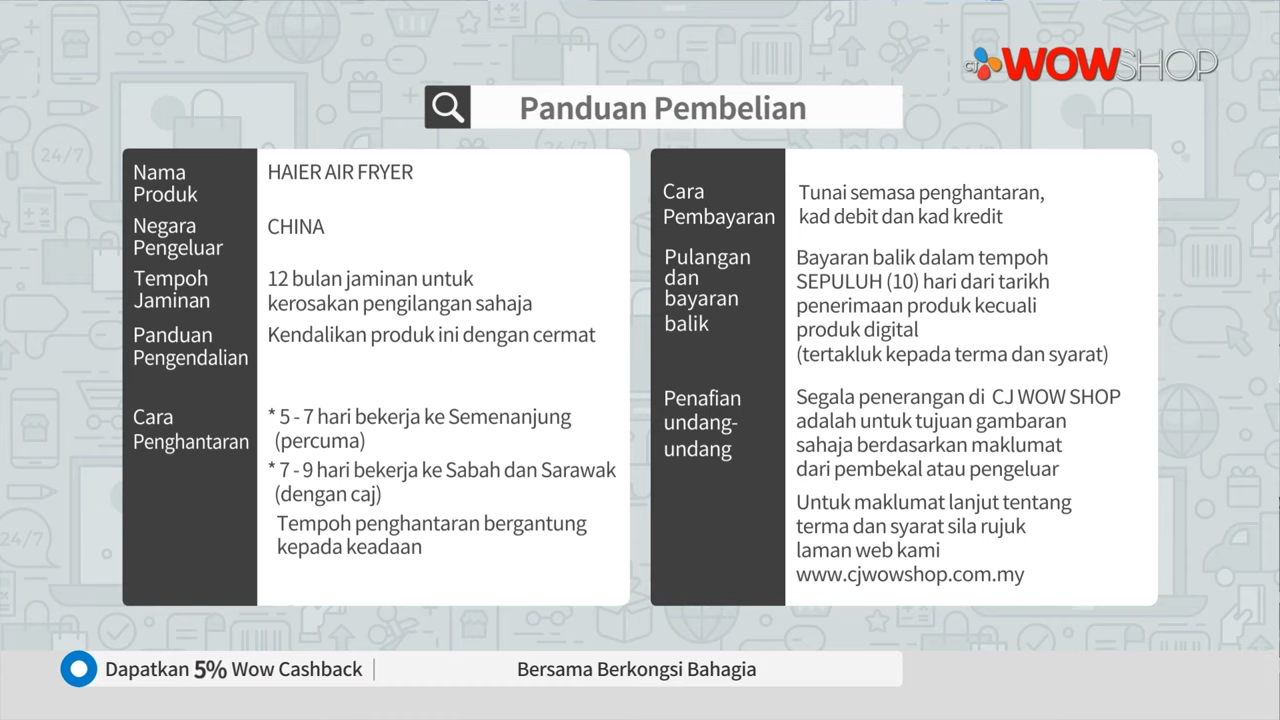 CJ WOWSHOP
Panduan Pembelian
Nama
Produk
HAIER AIR FRYER
Negara
Pengeluar
CHINA
Tempoh
Jaminan
12 bulan jaminan untuk
kerosakan pengilangan sahaja
Panduan
Pengendalian
Kendalikan produk ini dengan cermat
Cara
Penghantaran
* 5 - 7 hari bekerja ke Semenanjung
(percuma)
* 7 - 9 hari bekerja ke Sabah dan Sarawak
(dengan caj)
Tempoh penghantaran bergantung
kepada keadaan
Cara
Pembayaran
Tunai semasa penghantaran,
kad debit dan kad kredit
Pulangan
dan
bayaran
balik
Bayaran balik dalam tempoh
SEPULUH (10) hari dari tarikh
penerimaan produk kecuali
produk digital
(tertakluk kepada terma dan syarat)
Penafian
undang-
undang
Segala penerangan di CJ WOW SHOP
adalah untuk tujuan gambaran
sahaja berdasarkan maklumat
dari pembekal atau pengeluar
Untuk maklumat lanjut tentang
terma dan syarat sila rujuk
laman web kami
www.cjwowshop.com.my
24/7
24/7
Dapatkan 5% Wow Cashback
Bersama Berkongsi Bahagia